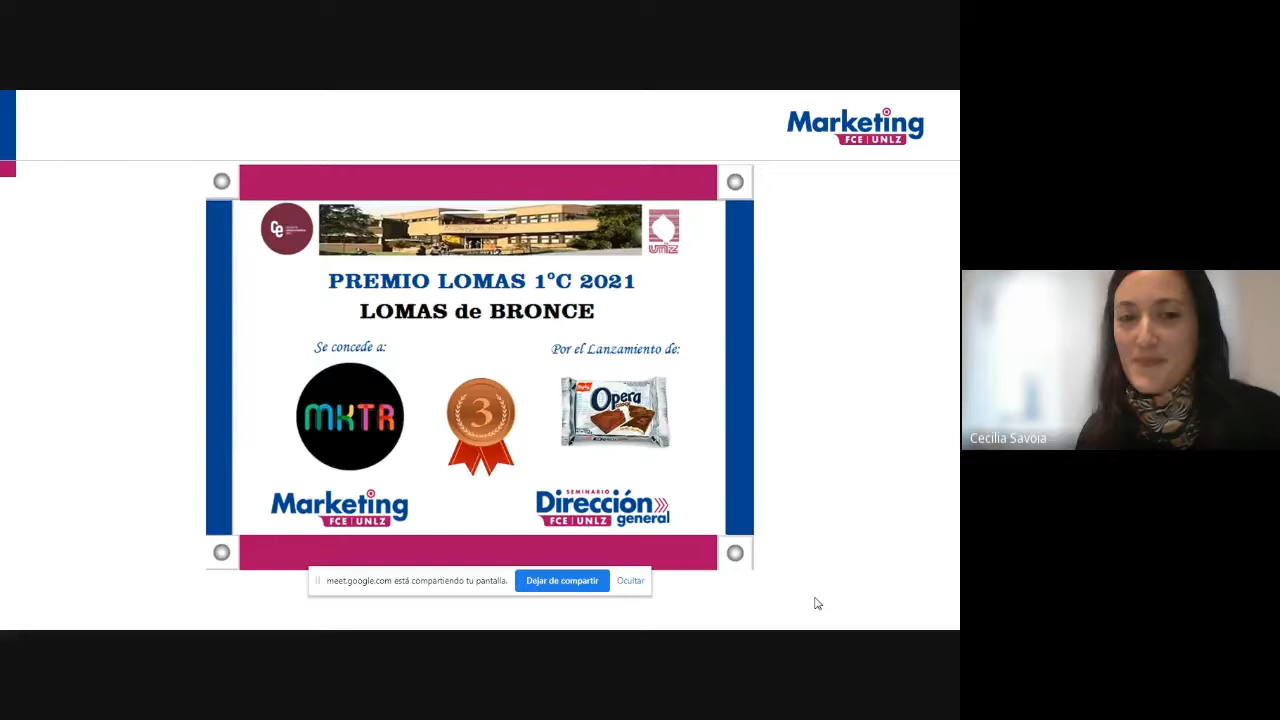 Marketing
FCE | UNLZ
Ce
UNLZ
PREMIO LOMAS 1°C 2021
LOMAS de BRONCE
Se concede a:
Por el Lanzamiento de:
MKTR
3
Opera
Marketing
FCE | UNLZ
SEMINARIO
Dirección
general
FCE | UNLZ
meet.google.com está compartiendo tu pantalla.
Dejar de compartir
Ocultar
Cecilia Savoia